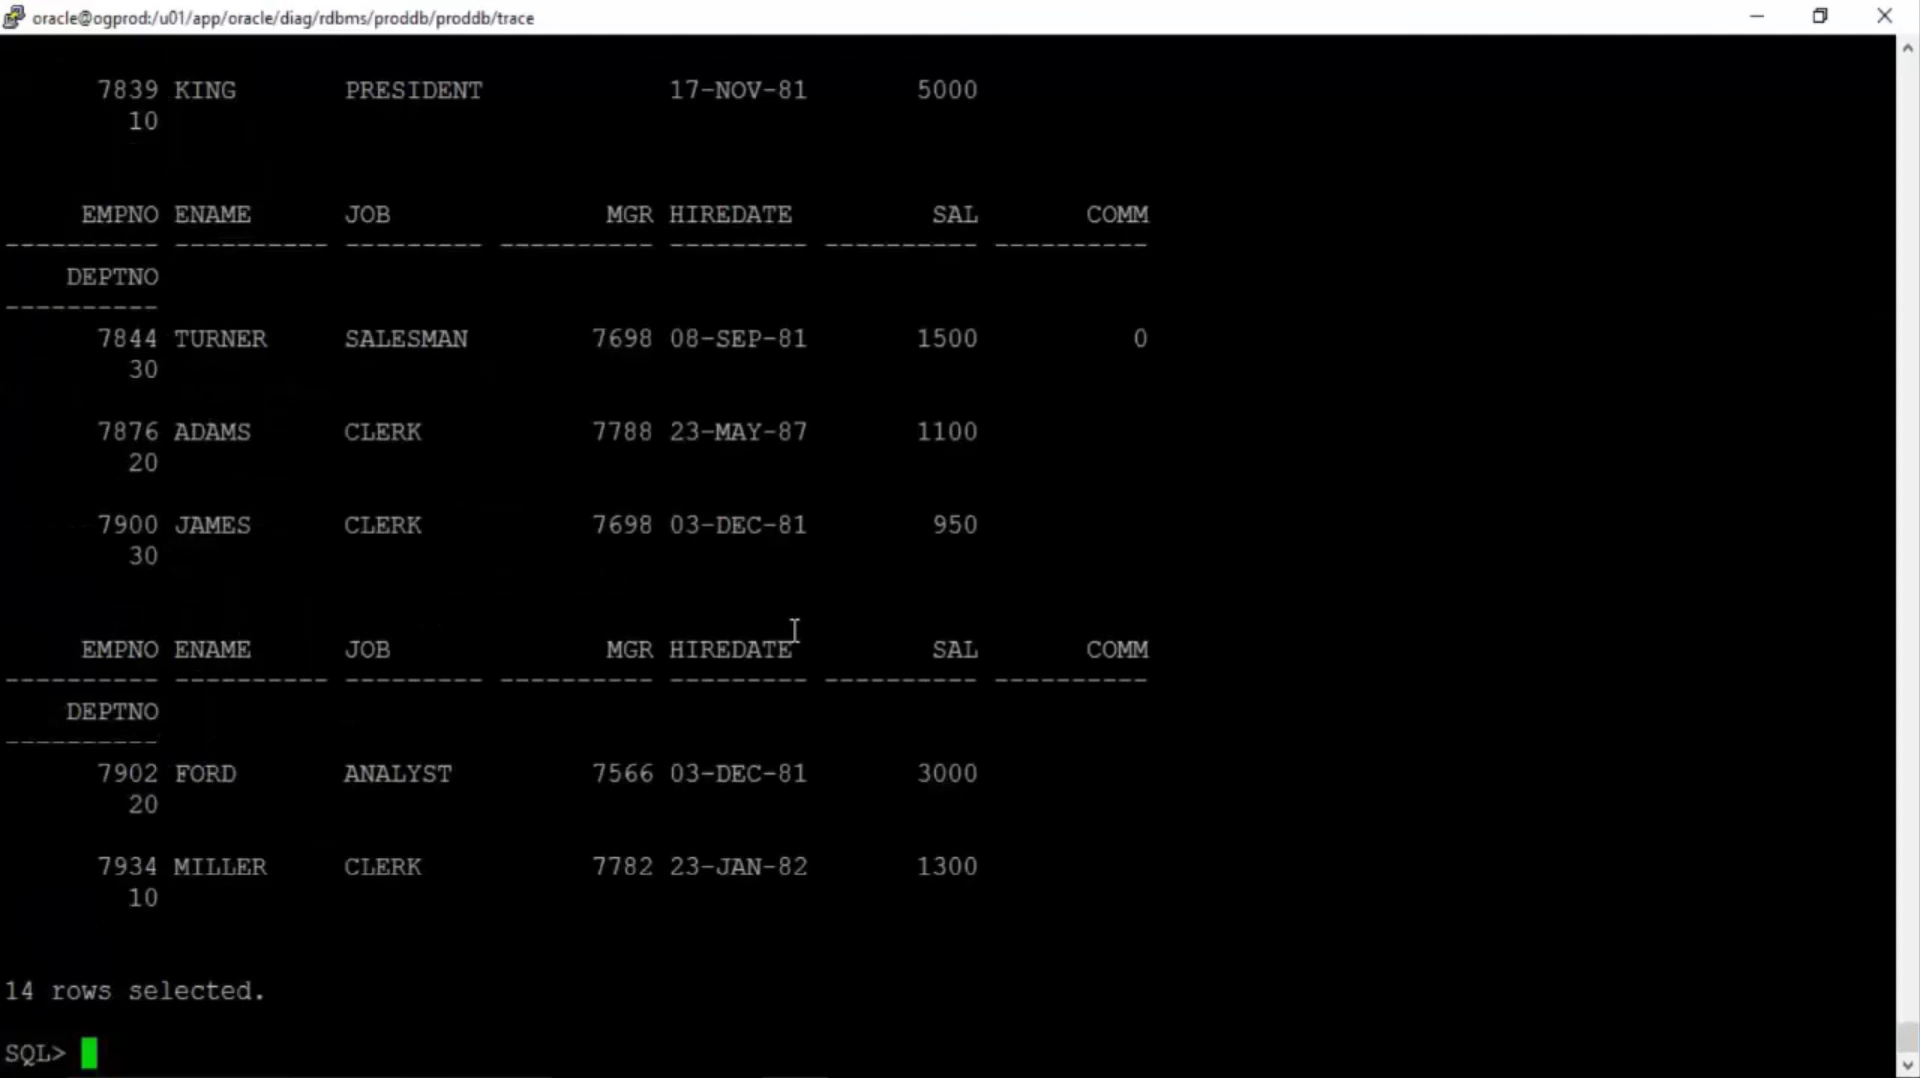 oracle@ogprod:/u01/app/oracle/diag/rdbms/proddb/proddb/trace
      7839 KING       PRESIDENT            17-NOV-81       5000
        10

     EMPNO ENAME      JOB              MGR HIREDATE         SAL       COMM
---------- ---------- --------- ---------- --------- ---------- ----------
    DEPTNO
----------
      7844 TURNER     SALESMAN        7698 08-SEP-81       1500          0
        30

      7876 ADAMS      CLERK           7788 23-MAY-87       1100
        20

      7900 JAMES      CLERK           7698 03-DEC-81        950
        30

     EMPNO ENAME      JOB              MGR HIREDATE         SAL       COMM
---------- ---------- --------- ---------- --------- ---------- ----------
    DEPTNO
----------
      7902 FORD       ANALYST         7566 03-DEC-81       3000
        20

      7934 MILLER     CLERK           7782 23-JAN-82       1300
        10

14 rows selected.

SQL>